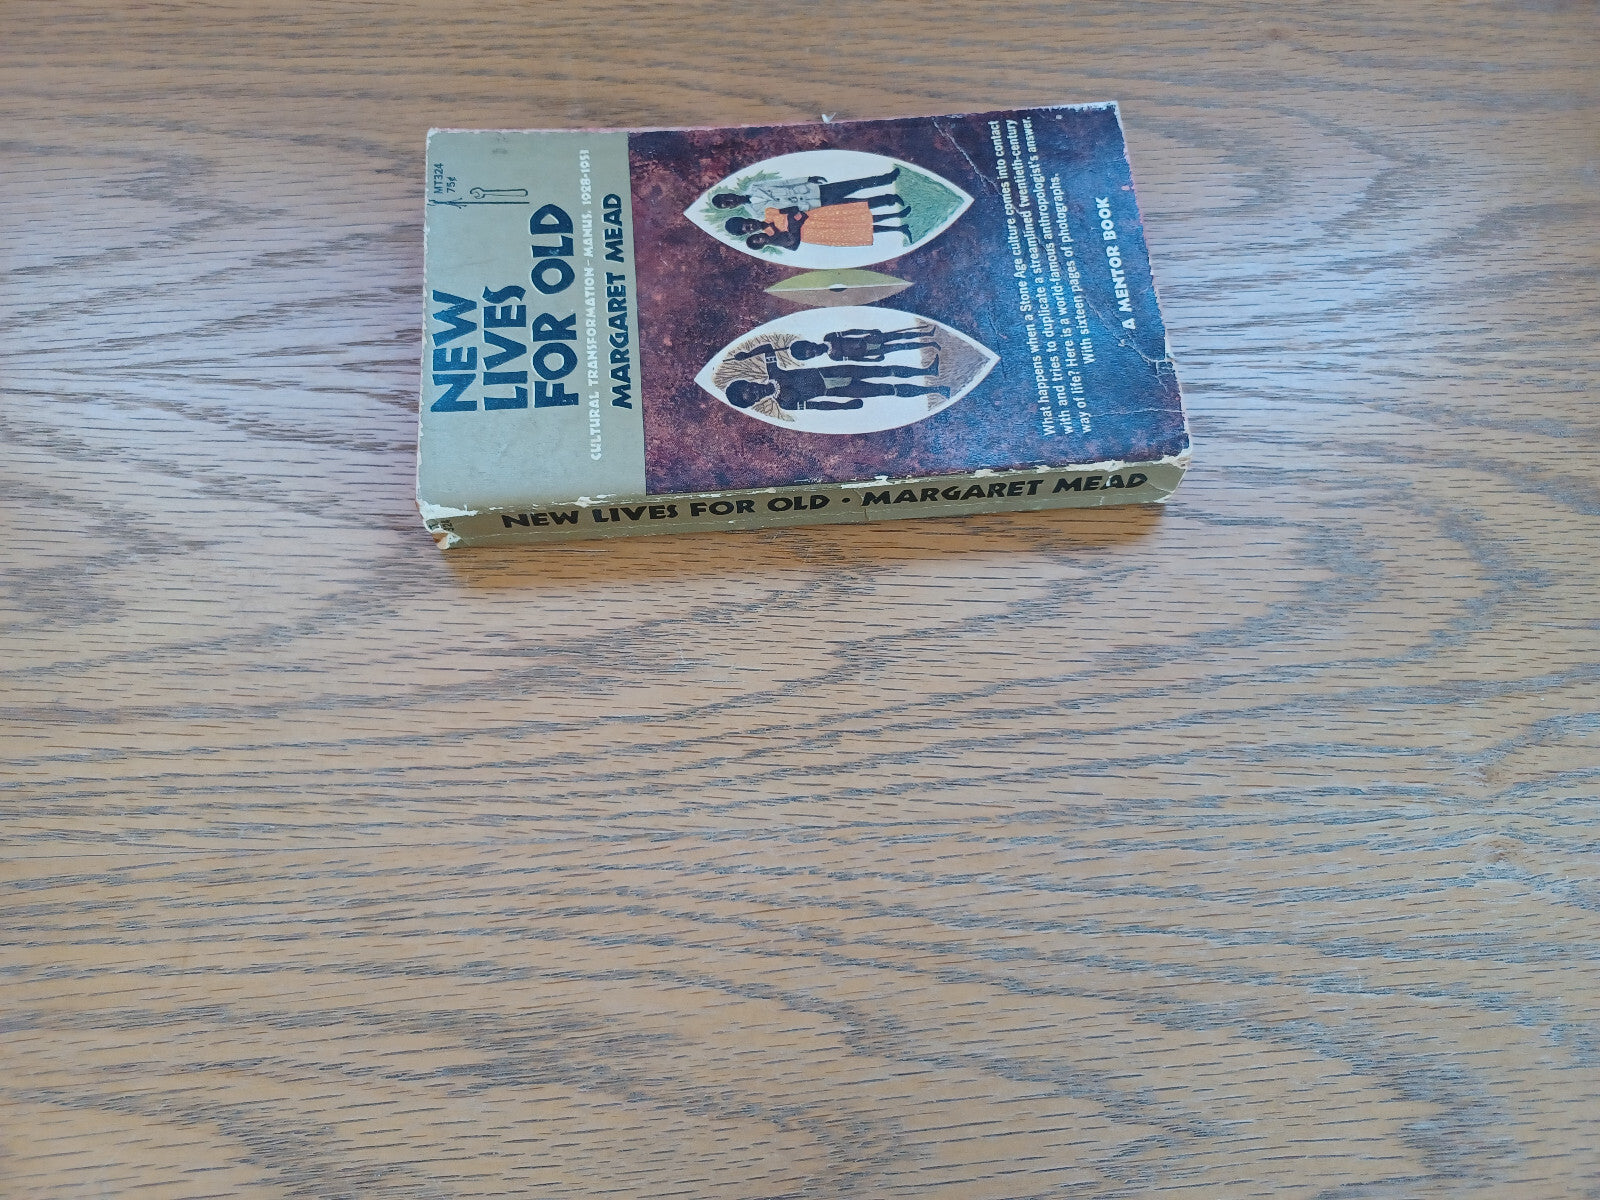 MT324
75¢
NEW
LIVES
FOR OLD
CULTURAL TRANSFORMATION–MANUS, 1928-1953
MARGARET MEAD
What happens when a Stone Age culture comes into contact
with and tries to duplicate a streamlined twentieth-century
way of life? Here is a world-famous anthropologist's answer.
With sixteen pages of photographs.
A MENTOR BOOK
NEW LIVES FOR OLD · MARGARET MEAD